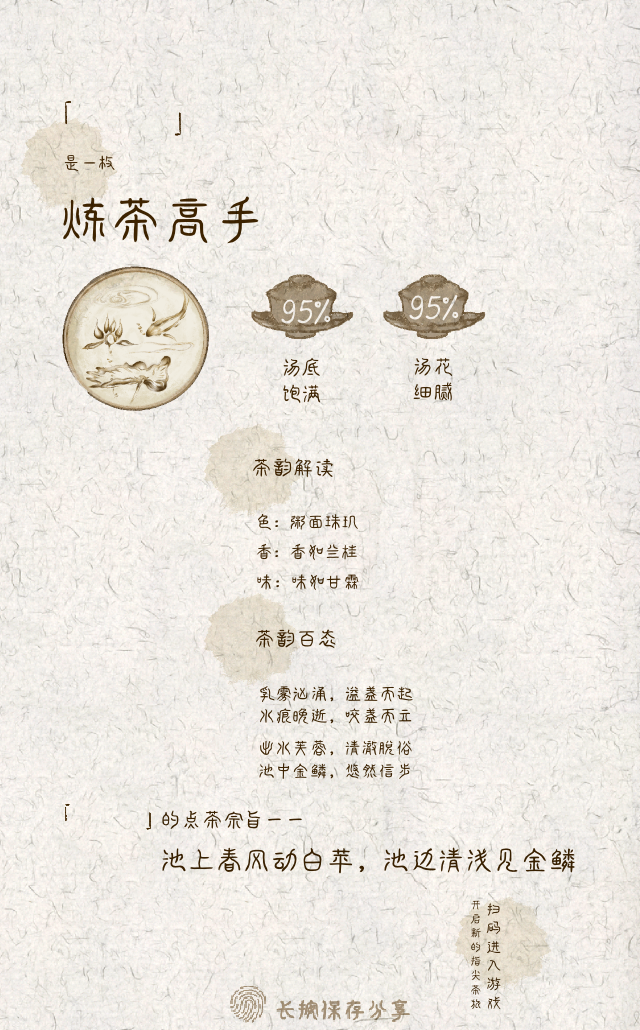 「 」
是一枚
炼茶高手
95%
95%
汤底
饱满
汤花
细腻
茶韵解读
色：粥面珠玑
香：香如兰桂
味：味如甘霖
茶韵百态
乳雾汹涌，溢盏而起
水痕晚逝，咬盏而立
出水芙蓉，清澈脱俗
池中金鳞，悠然信步
「 」的点茶宗旨——
池上春风动白苹，池边清浅见金鳞
扫码进入游戏
开启新的指尖茶旅
长按保存分享